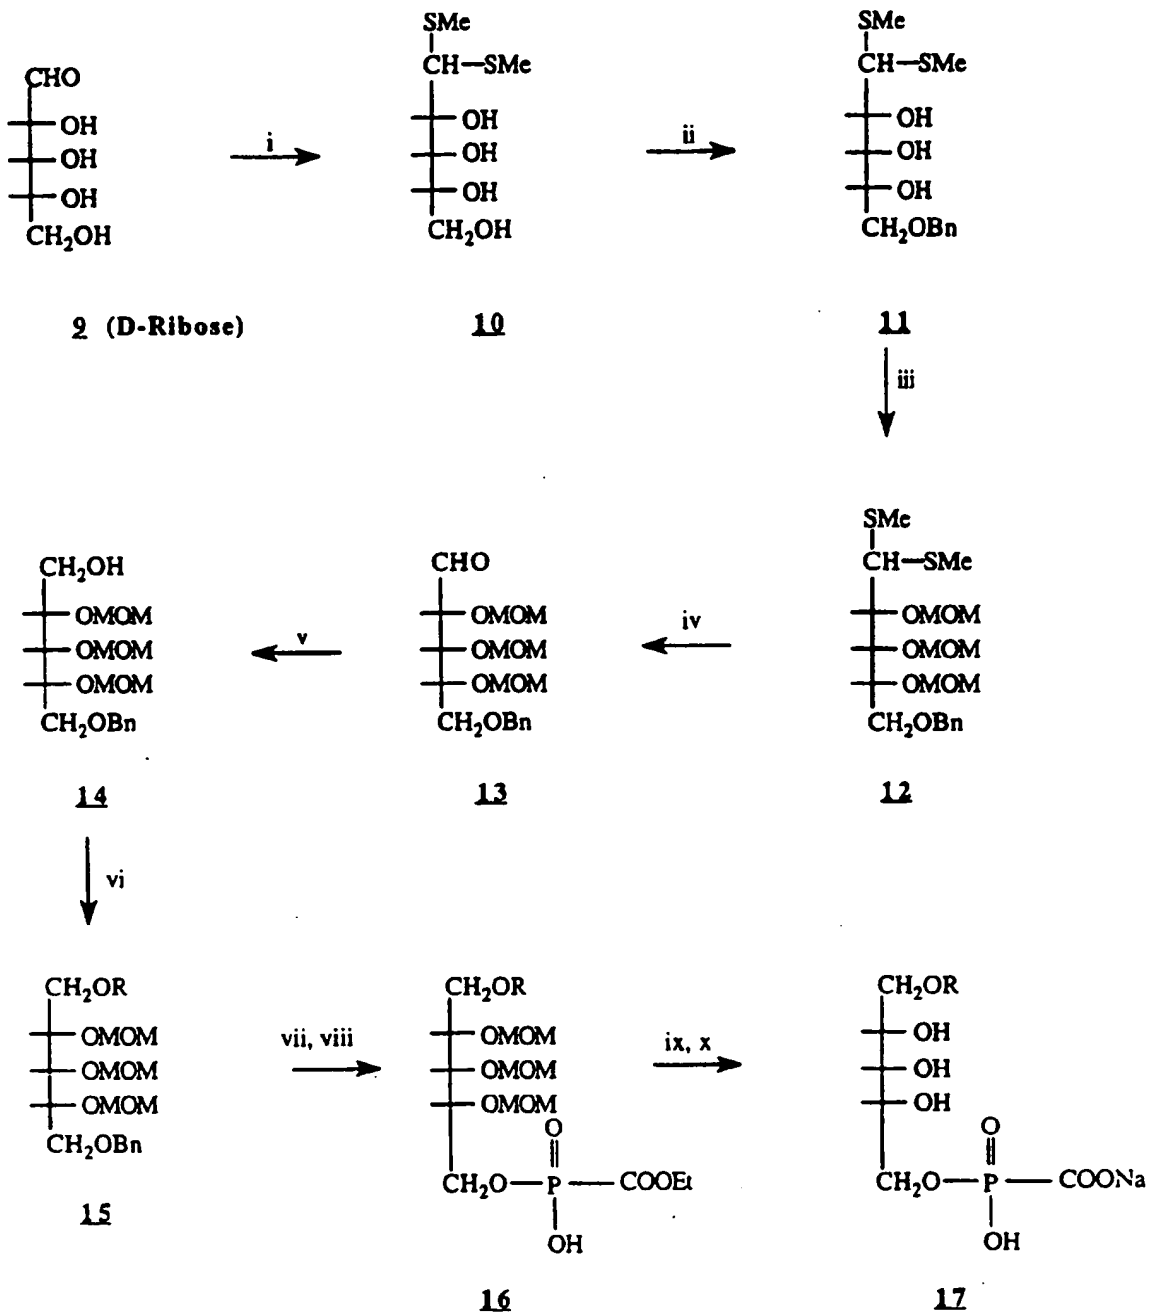 CHO
OH
OH
OH
CH₂OH
9 (D-Ribose)
i
SMe
CH—SMe
OH
OH
OH
CH₂OH
10
ii
SMe
CH—SMe
OH
OH
OH
CH₂OBn
11
iii
SMe
CH—SMe
OMOM
OMOM
OMOM
CH₂OBn
12
iv
CHO
OMOM
OMOM
OMOM
CH₂OBn
13
v
CH₂OH
OMOM
OMOM
OMOM
CH₂OBn
14
vi
CH₂OR
OMOM
OMOM
OMOM
CH₂OBn
15
vii, viii
CH₂OR
OMOM
OMOM
OMOM
O
CH₂O—P—COOEt
OH
16
ix, x
CH₂OR
OH
OH
OH
O
CH₂O—P—COONa
OH
17